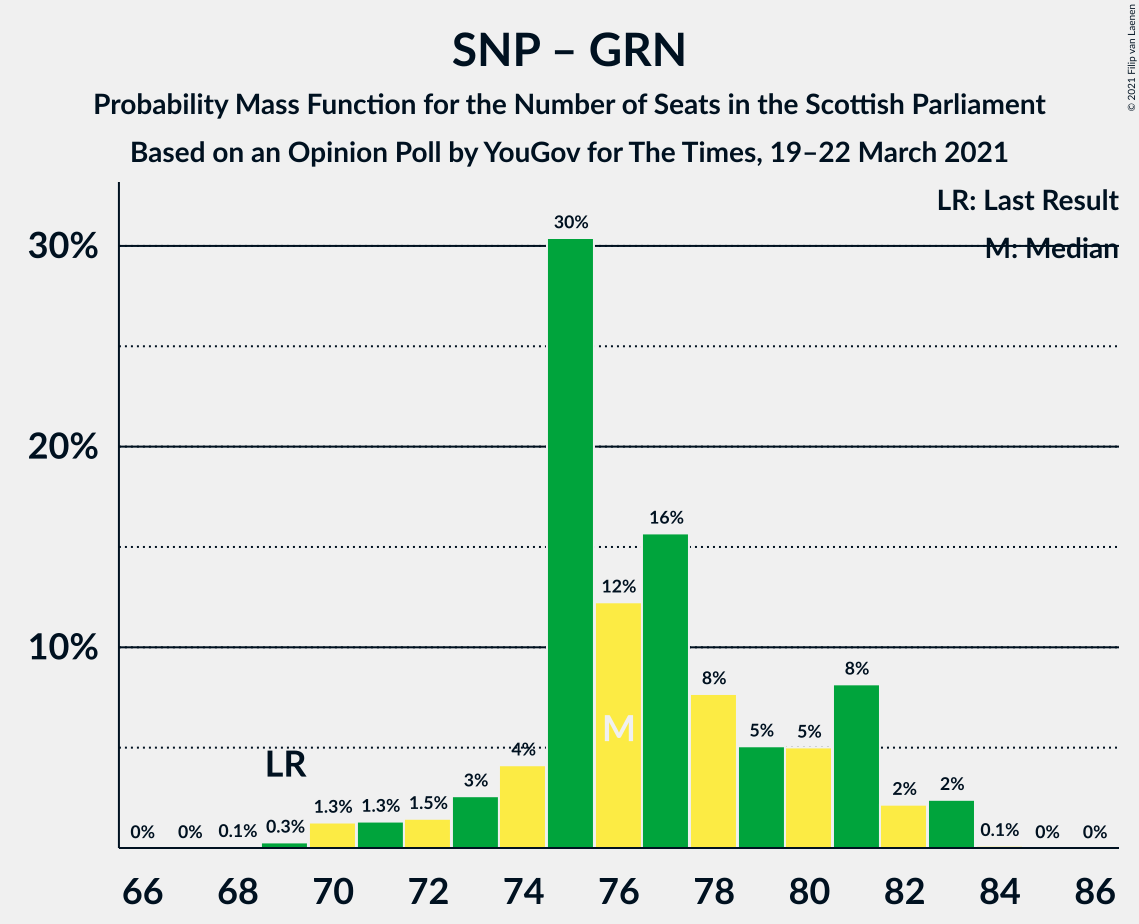 SNP – GRN
Probability Mass Function for the Number of Seats in the Scottish Parliament
Based on an Opinion Poll by YouGov for The Times, 19–22 March 2021
© 2021 Filip van Laenen
LR: Last Result
M: Median
30%
20%
10%
0%
0%
0.1%
0.3%
1.3%
1.3%
1.5%
3%
4%
30%
12%
16%
8%
5%
5%
8%
2%
2%
0.1%
0%
0%
LR
M
66 68 70 72 74 76 78 80 82 84 86